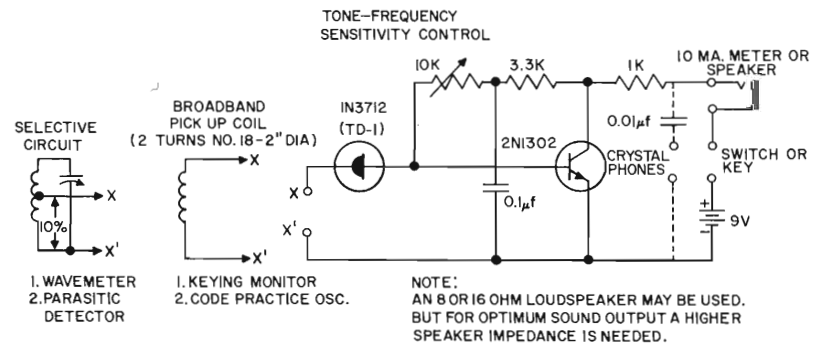 TONE-FREQUENCY
SENSITIVITY CONTROL
10K
3.3K
1K
10 MA. METER OR
SPEAKER
BROADBAND
PICK UP COIL
(2 TURNS NO.18-2" DIA)
1N3712
(TD-1)
SELECTIVE
CIRCUIT
X
X
X
10%
X'
X'
X'
2N1302
0.01μf
CRYSTAL
PHONES
SWITCH OR
KEY
0.1μf
+
-
9V
1. WAVEMETER
2. PARASITIC
DETECTOR
1. KEYING MONITOR
2. CODE PRACTICE OSC.
NOTE:
AN 8 OR 16 OHM LOUDSPEAKER MAY BE USED.
BUT FOR OPTIMUM SOUND OUTPUT A HIGHER
SPEAKER IMPEDANCE IS NEEDED.